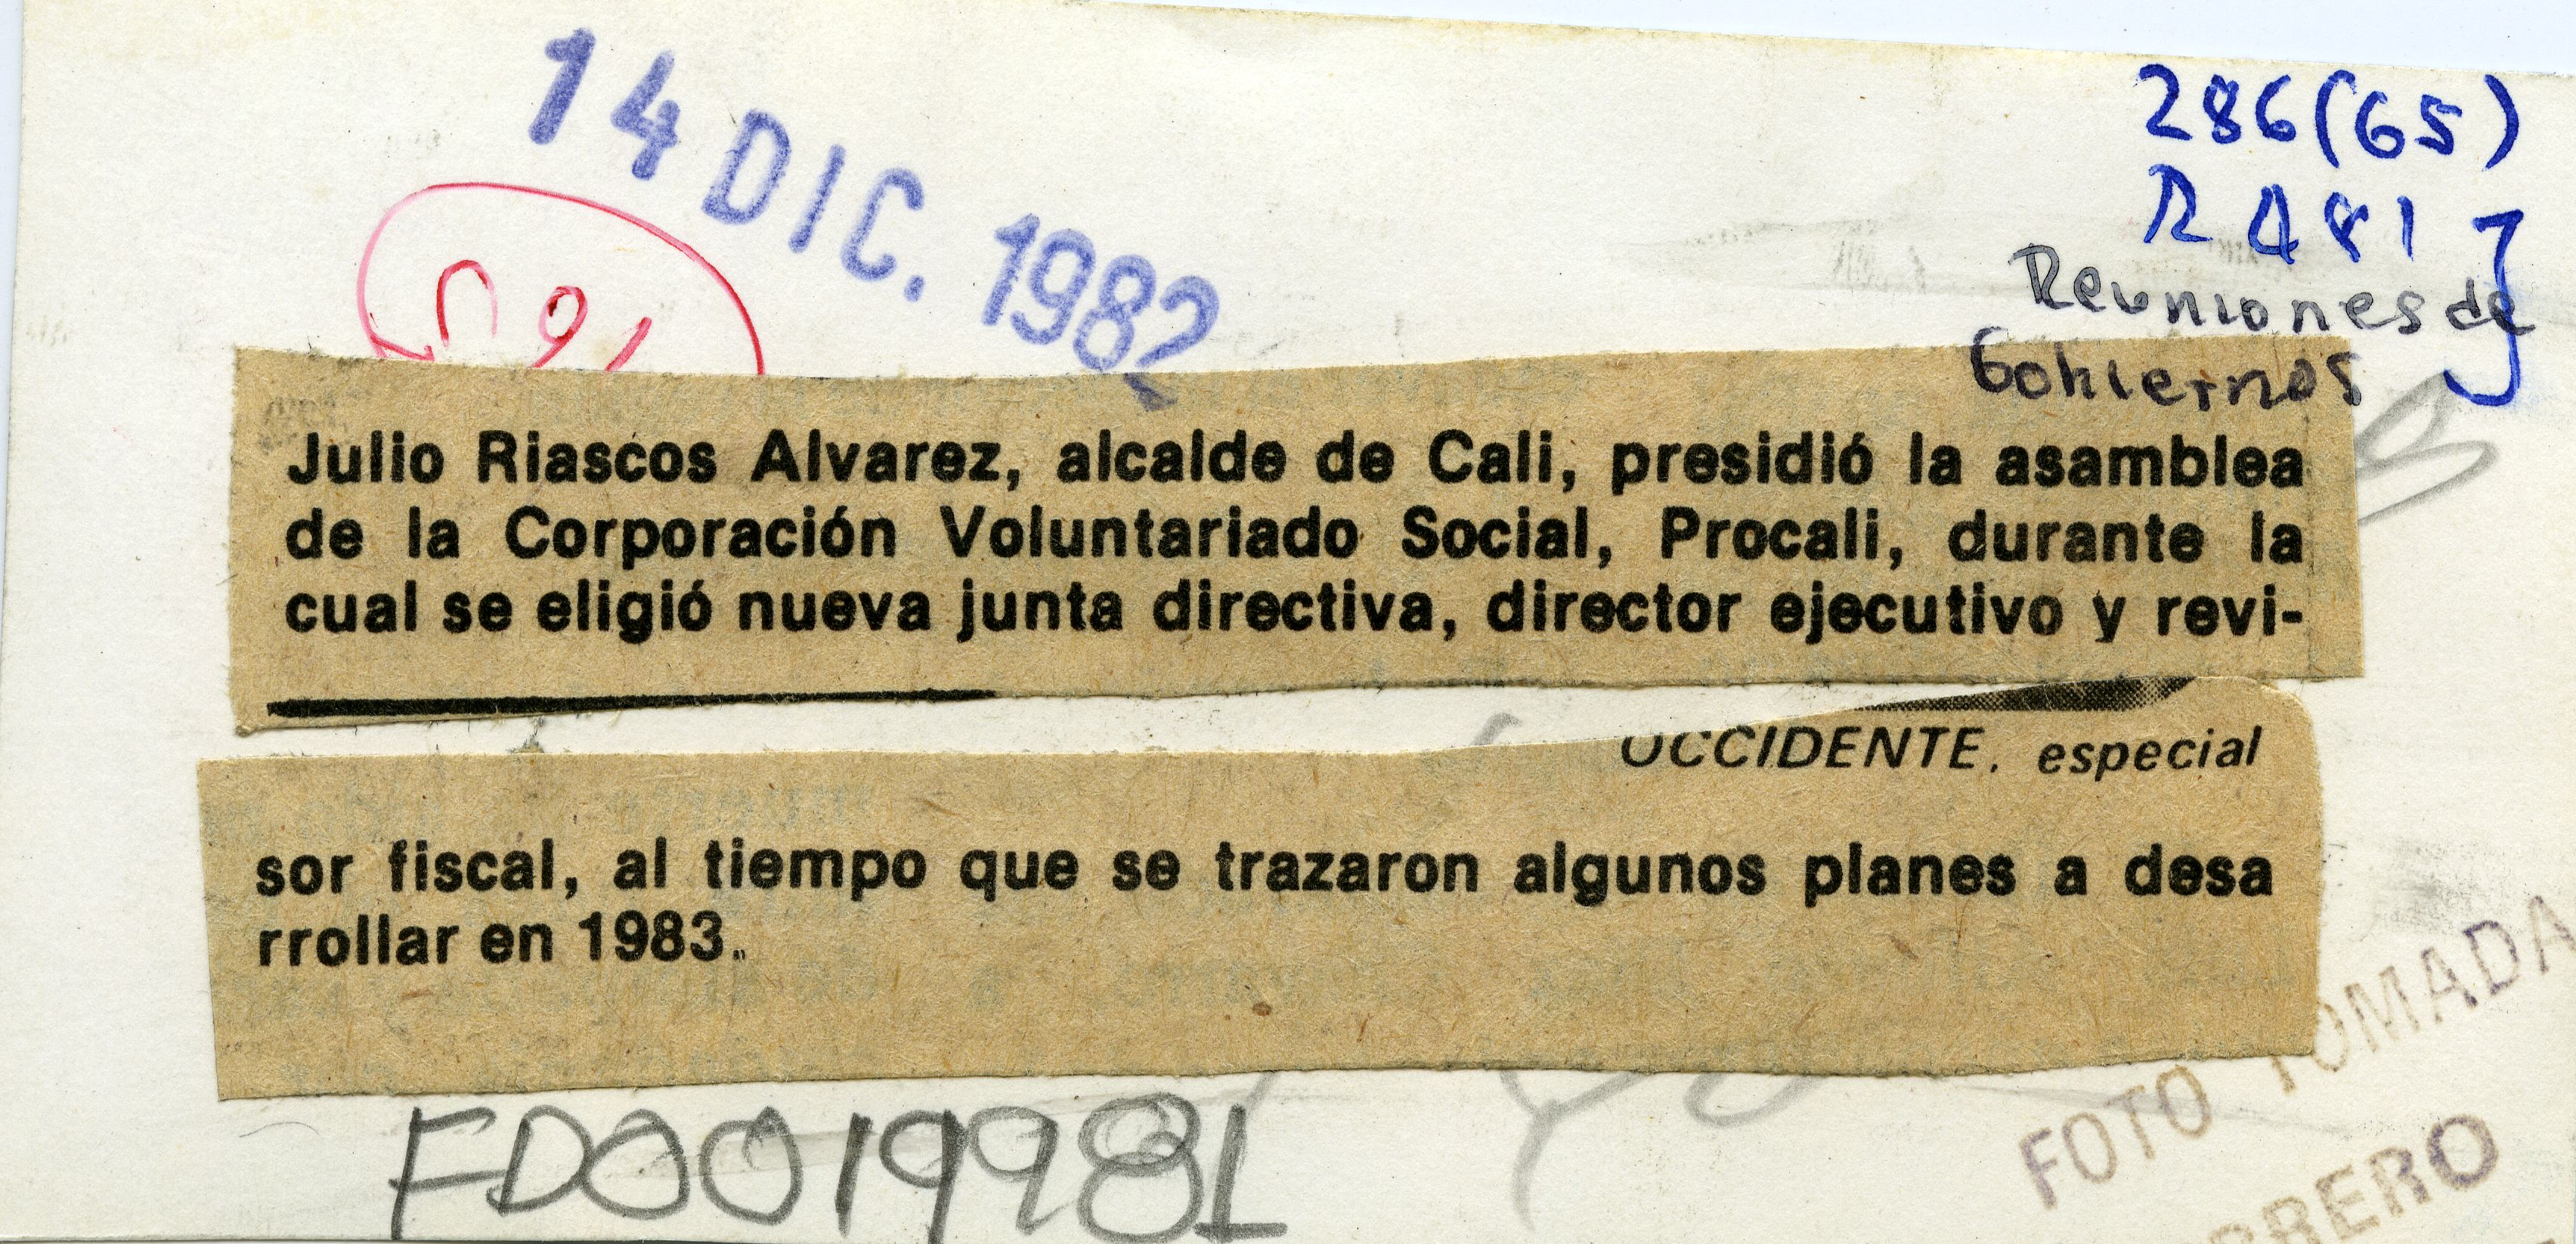 14 DIC. 1982
286(65)
R 481
Reuniones de
Gobiernos
Julio Riascos Alvarez, alcalde de Cali, presidió la asamblea
de la Corporación Voluntariado Social, Procali, durante la
cual se eligió nueva junta directiva, director ejecutivo y revi-
OCCIDENTE. especial
sor fiscal, al tiempo que se trazaron algunos planes a desa
rrollar en 1983.
FD0019981
FOTO TOMADA